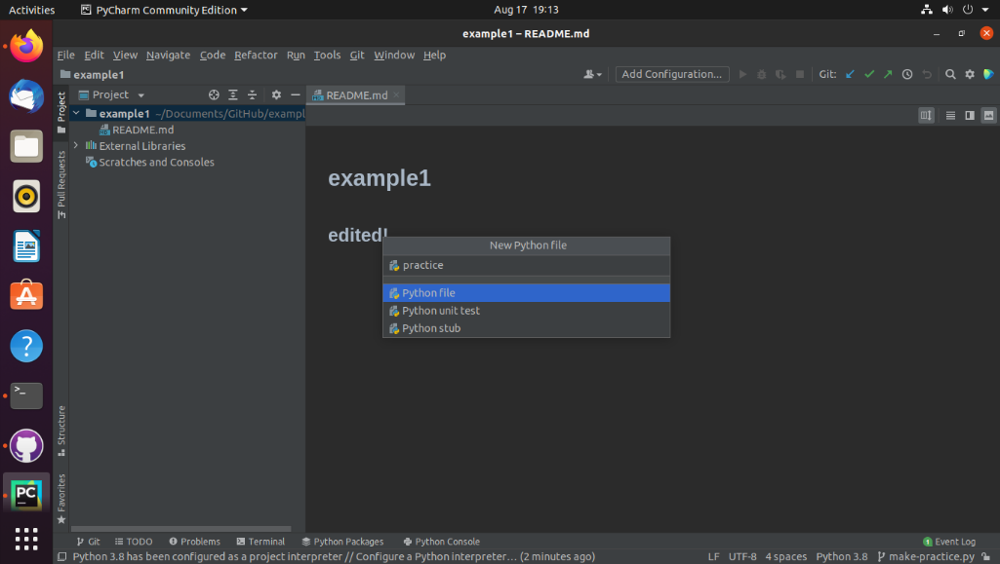 Activities PyCharm Community Edition Aug 17 19:13
example1 – README.md
File Edit View Navigate Code Refactor Run Tools Git Window Help
example1 Add Configuration... Git:
Project README.md
Project
example1 ~/Documents/GitHub/exampl
README.md
External Libraries
Scratches and Consoles
Pull Requests
example1
edited!
New Python file
practice
Python file
Python unit test
Python stub
Structure
Favorites
PC
Git TODO Problems Terminal Python Packages Python Console 1 Event Log
Python 3.8 has been configured as a project interpreter // Configure a Python interpreter... (2 minutes ago) LF UTF-8 4 spaces Python 3.8 make-practice.py